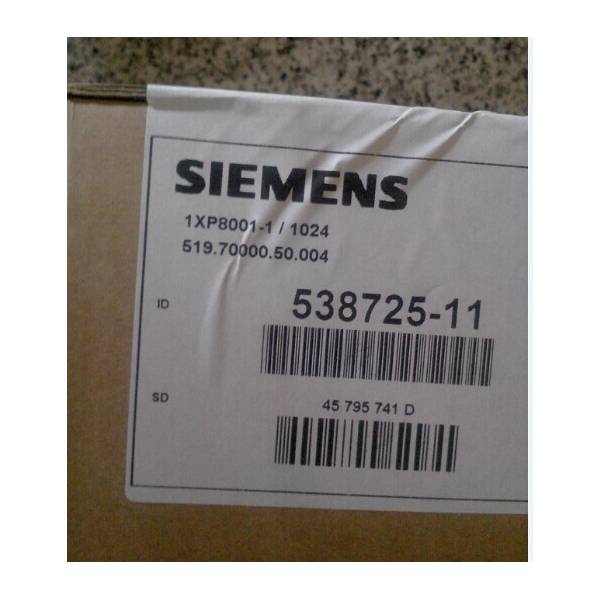 SIEMENS
1XP8001-1 / 1024
519.70000.50.004
ID 538725-11
SD 45 795 741 D